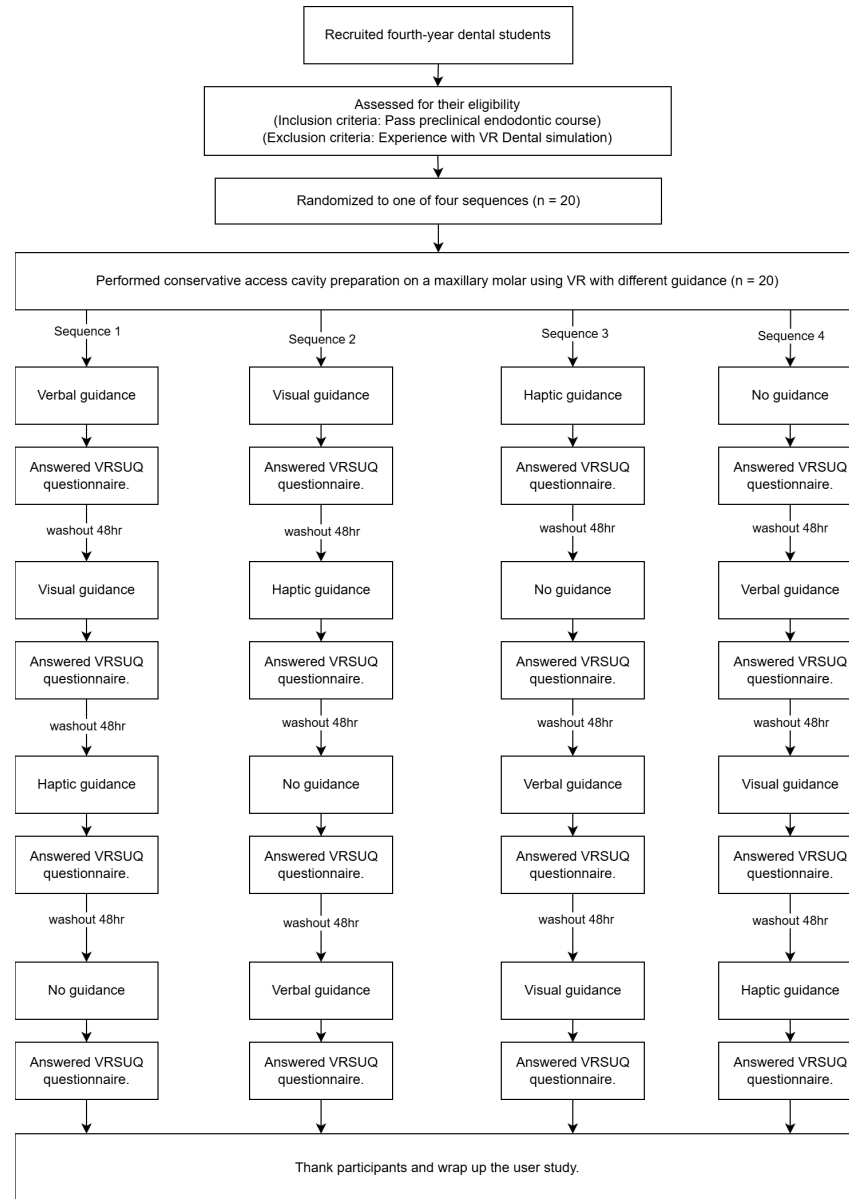 Recruited fourth-year dental students
Assessed for their eligibility
(Inclusion criteria: Pass preclinical endodontic course)
(Exclusion criteria: Experience with VR Dental simulation)
Randomized to one of four sequences (n = 20)
Performed conservative access cavity preparation on a maxillary molar using VR with different guidance (n = 20)
Sequence 1
Verbal guidance
Answered VRSUQ
questionnaire.
washout 48hr
Visual guidance
Answered VRSUQ
questionnaire.
washout 48hr
Haptic guidance
Answered VRSUQ
questionnaire.
washout 48hr
No guidance
Answered VRSUQ
questionnaire.
Sequence 2
Visual guidance
Answered VRSUQ
questionnaire.
washout 48hr
Haptic guidance
Answered VRSUQ
questionnaire.
washout 48hr
No guidance
Answered VRSUQ
questionnaire.
washout 48hr
Verbal guidance
Answered VRSUQ
questionnaire.
Sequence 3
Haptic guidance
Answered VRSUQ
questionnaire.
washout 48hr
No guidance
Answered VRSUQ
questionnaire.
washout 48hr
Verbal guidance
Answered VRSUQ
questionnaire.
washout 48hr
Visual guidance
Answered VRSUQ
questionnaire.
Sequence 4
No guidance
Answered VRSUQ
questionnaire.
washout 48hr
Verbal guidance
Answered VRSUQ
questionnaire.
washout 48hr
Visual guidance
Answered VRSUQ
questionnaire.
washout 48hr
Haptic guidance
Answered VRSUQ
questionnaire.
Thank participants and wrap up the user study.